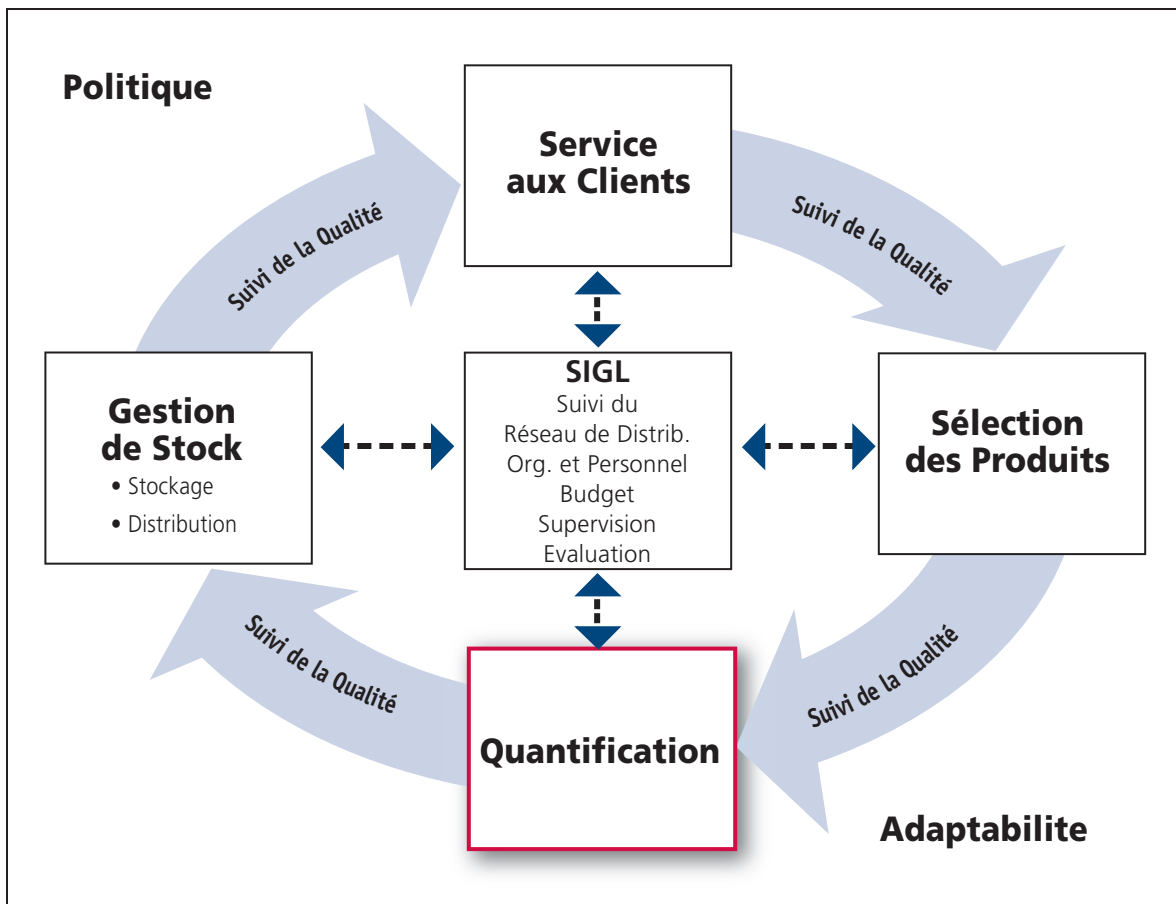 Politique
Service
aux Clients
Suivi de la Qualité
Suivi de la Qualité
Gestion
de Stock
• Stockage
• Distribution
SIGL
Suivi du
Réseau de Distrib.
Org. et Personnel
Budget
Supervision
Evaluation
Sélection
des Produits
Suivi de la Qualité
Suivi de la Qualité
Quantification
Adaptabilite